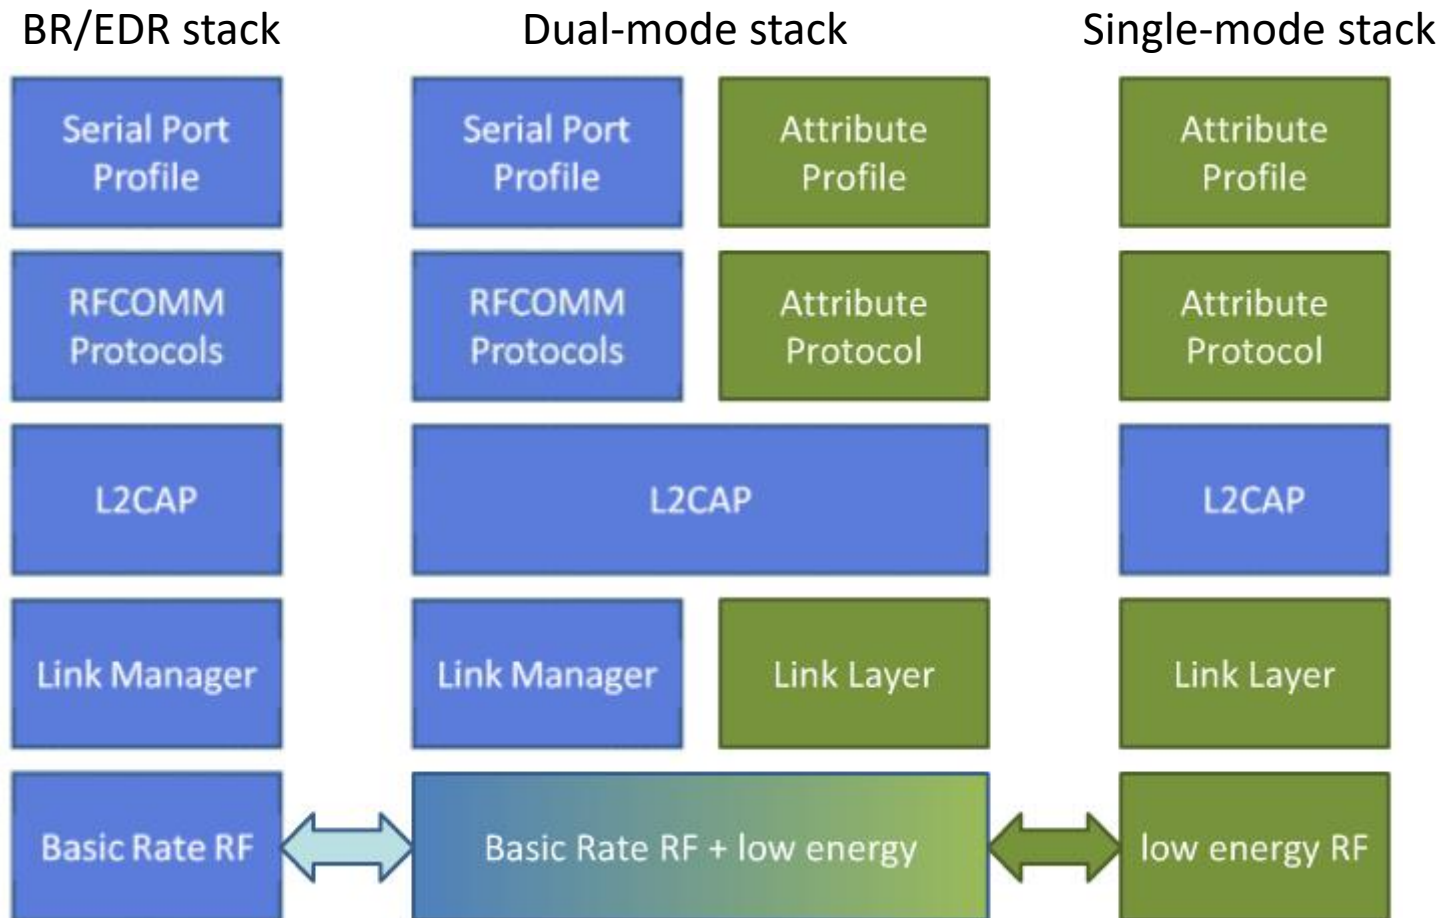 BR/EDR stack
Dual-mode stack
Single-mode stack
Serial Port
Profile
Serial Port
Profile
Attribute
Profile
Attribute
Profile
RFCOMM
Protocols
RFCOMM
Protocols
Attribute
Protocol
Attribute
Protocol
L2CAP
L2CAP
L2CAP
Link Manager
Link Manager
Link Layer
Link Layer
Basic Rate RF
Basic Rate RF + low energy
low energy RF